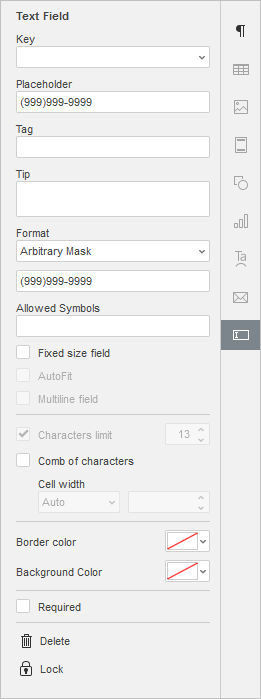 Text Field
Key
Placeholder
(999)999-9999
Tag
Tip
Format
Arbitrary Mask
(999)999-9999
Allowed Symbols
Fixed size field
AutoFit
Multiline field
Characters limit 13
Comb of characters
Cell width
Auto
Border color
Background Color
Required
Delete
Lock
Ta